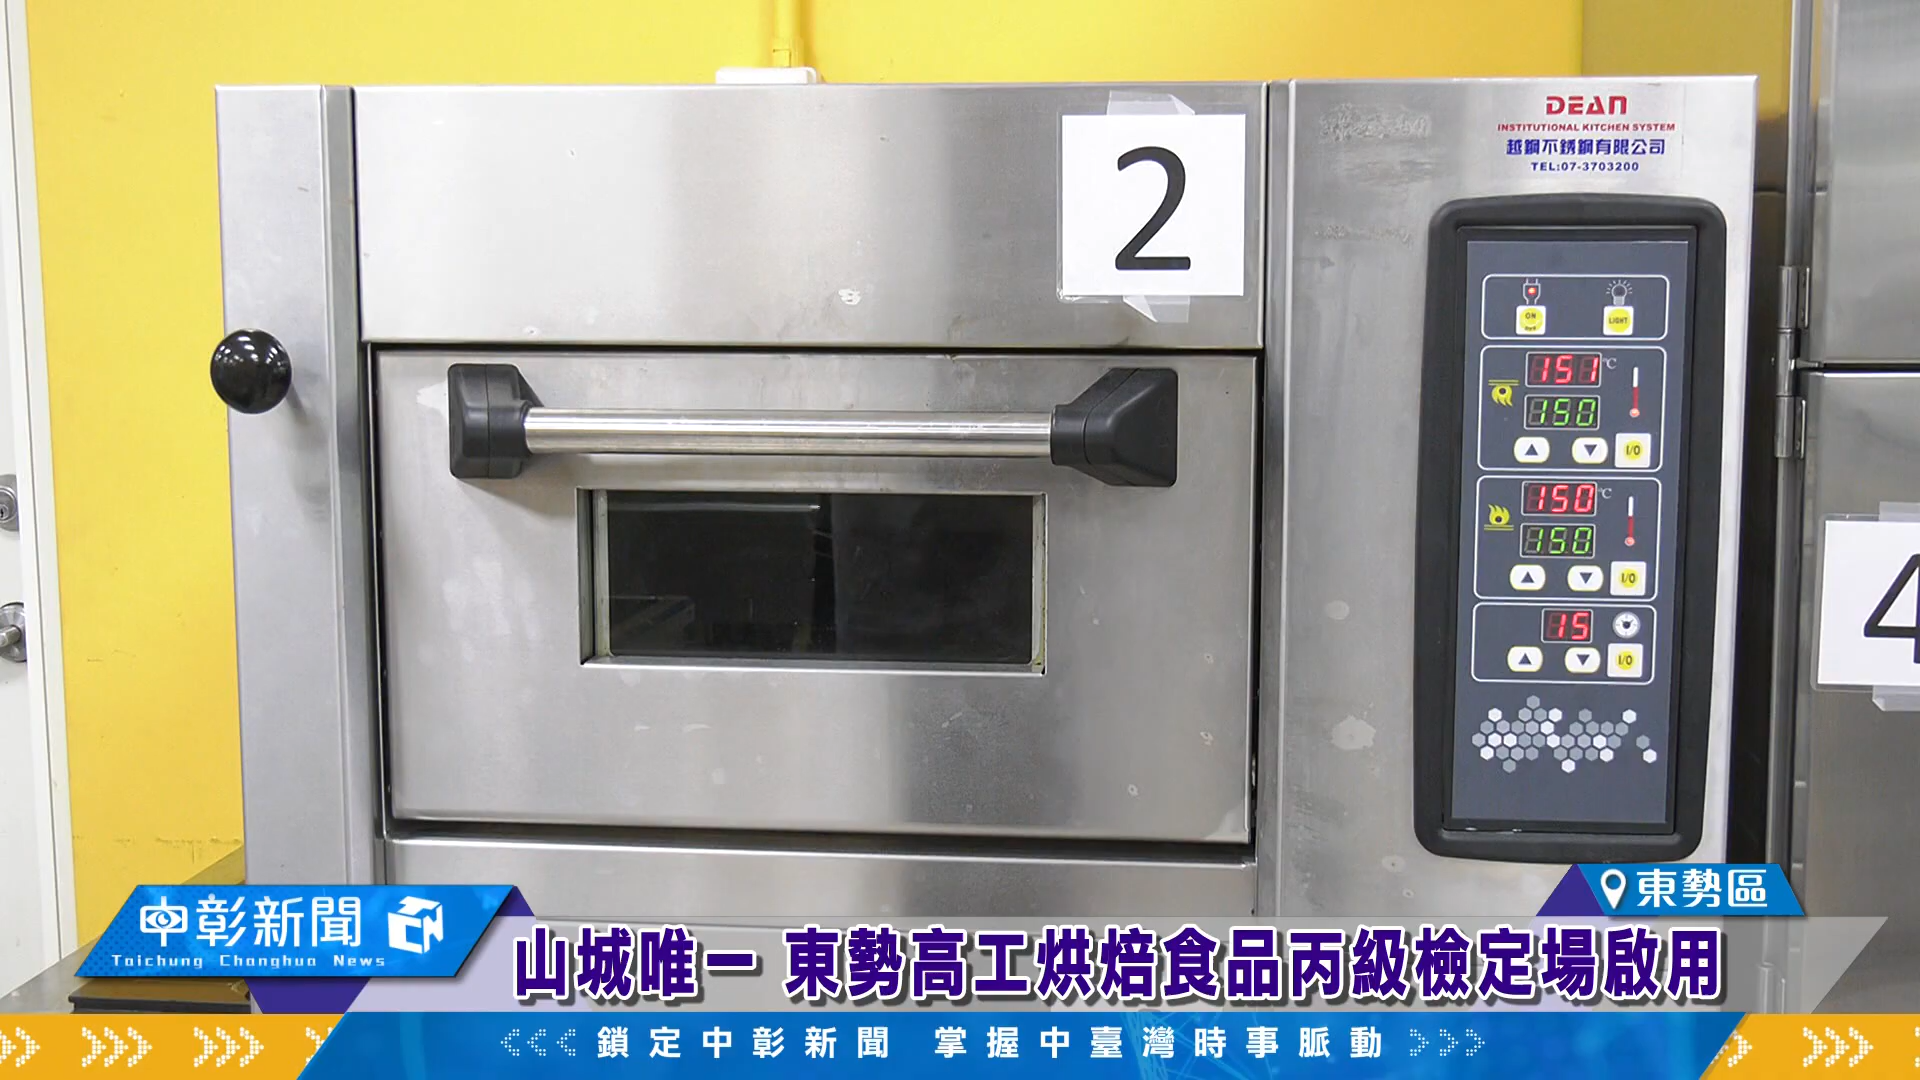 DEAN
INSTITUTIONAL KITCHEN SYSTEM
越鋼不銹鋼有限公司
TEL:07-3703200
2
ON
OFF
LIGHT
151 °C
150
I/O
150 °C
150
I/O
15
I/O
4
東勢區
中彰新聞 CN
Taichung Changhua News
山城唯一 東勢高工烘焙食品丙級檢定場啟用
鎖定中彰新聞 掌握中臺灣時事脈動